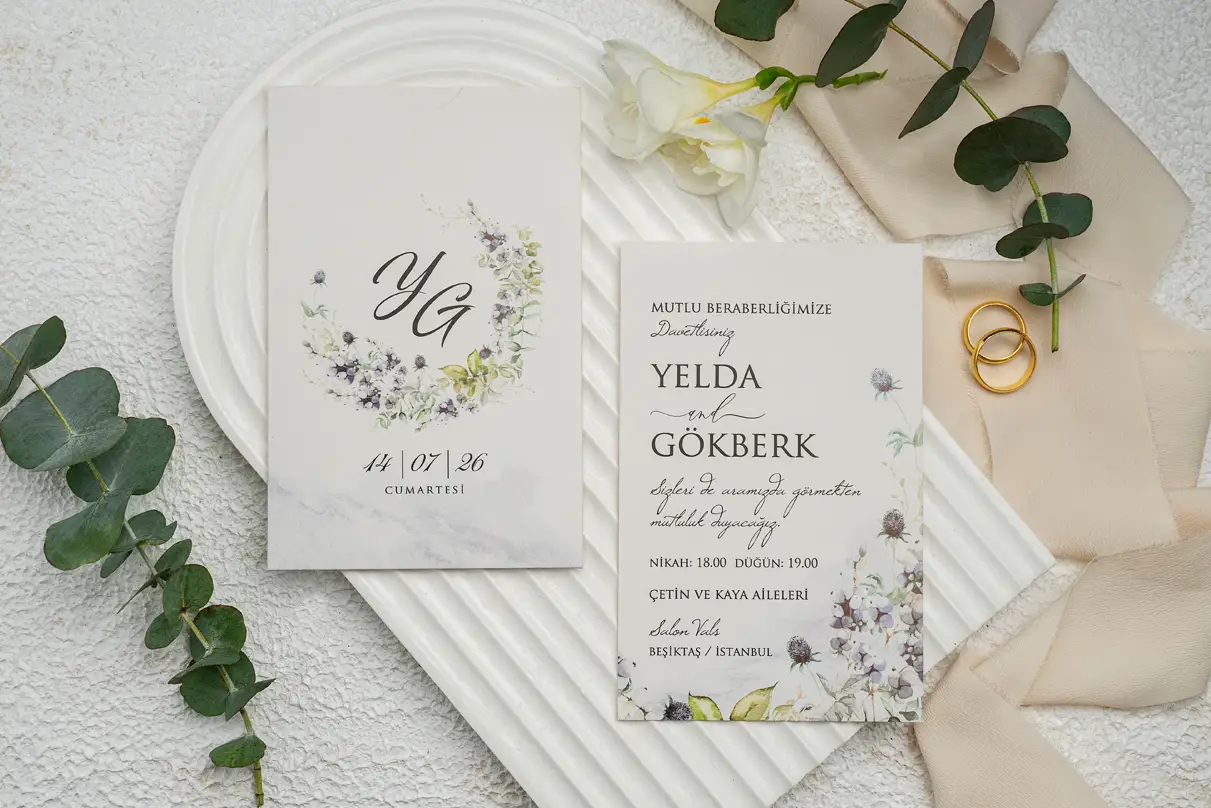 YG
14 | 07 | 26
CUMARTESİ
MUTLU BERABERLİĞİMİZE
Davetlisiniz
YELDA
and
GÖKBERK
Sizleri de aramızda görmekten
mutluluk duyacağız.
NİKAH: 18.00 DÜĞÜN: 19.00
ÇETİN VE KAYA AİLELERİ
Salon Vals
BEŞİKTAŞ / İSTANBUL